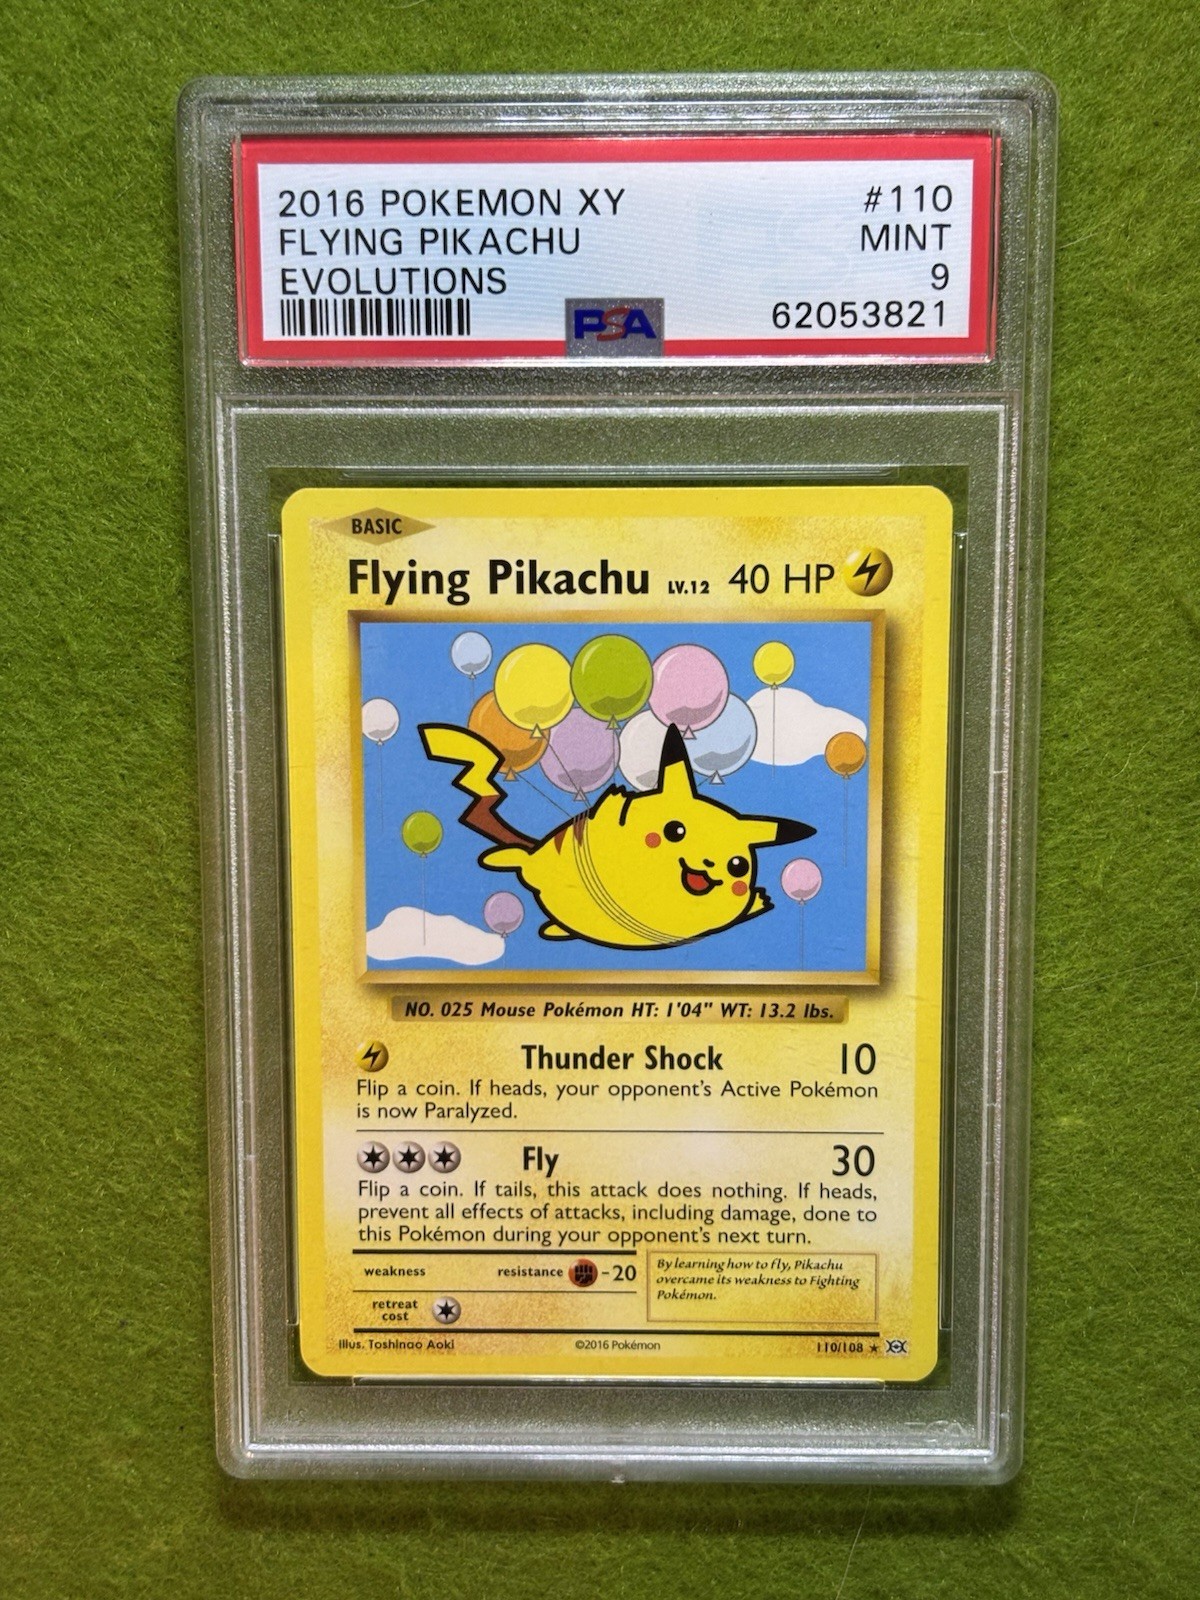 2016 POKEMON XY #110
FLYING PIKACHU MINT
EVOLUTIONS 9
PSA 62053821
BASIC
Flying Pikachu LV.12 40 HP
NO. 025 Mouse Pokémon HT: 1'04" WT: 13.2 lbs.
Thunder Shock 10
Flip a coin. If heads, your opponent's Active Pokémon
is now Paralyzed.
Fly 30
Flip a coin. If tails, this attack does nothing. If heads,
prevent all effects of attacks, including damage, done to
this Pokémon during your opponent's next turn.
weakness resistance -20
retreat
cost
By learning how to fly, Pikachu
overcame its weakness to Fighting
Pokémon.
Illus. Toshinao Aoki ©2016 Pokémon 110/108 ★